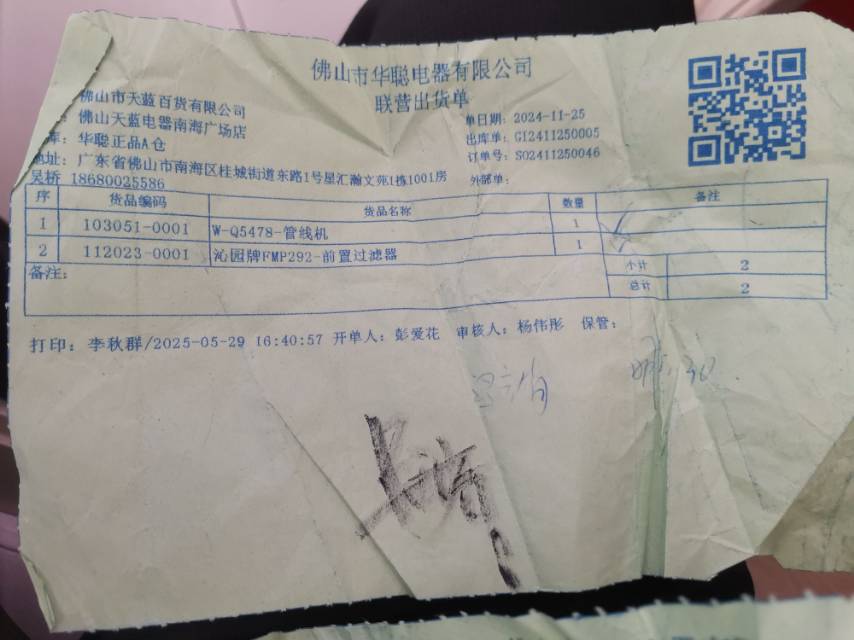 佛山市华聪电器有限公司
联营出货单
佛山市天蓝百货有限公司
佛山天蓝电器南海广场店
库：华聪正品A仓
地址：广东省佛山市南海区桂城街道东路1号星汇瀚文苑1栋1001房
吴桥 18680025586
单日期：2024-11-25
出库单：GI2411250005
订单号：SO2411250046
外部单：
序 货品编码 货品名称 数量 备注
1 103051-0001 W-Q5478-管线机 1
2 112023-0001 沁园牌FMP292-前置过滤器 1
小计 2
总计 2
备注：
打印：李秋群/2025-05-29 16:40:57 开单人：彭爱花 审核人：杨伟彤 保管：